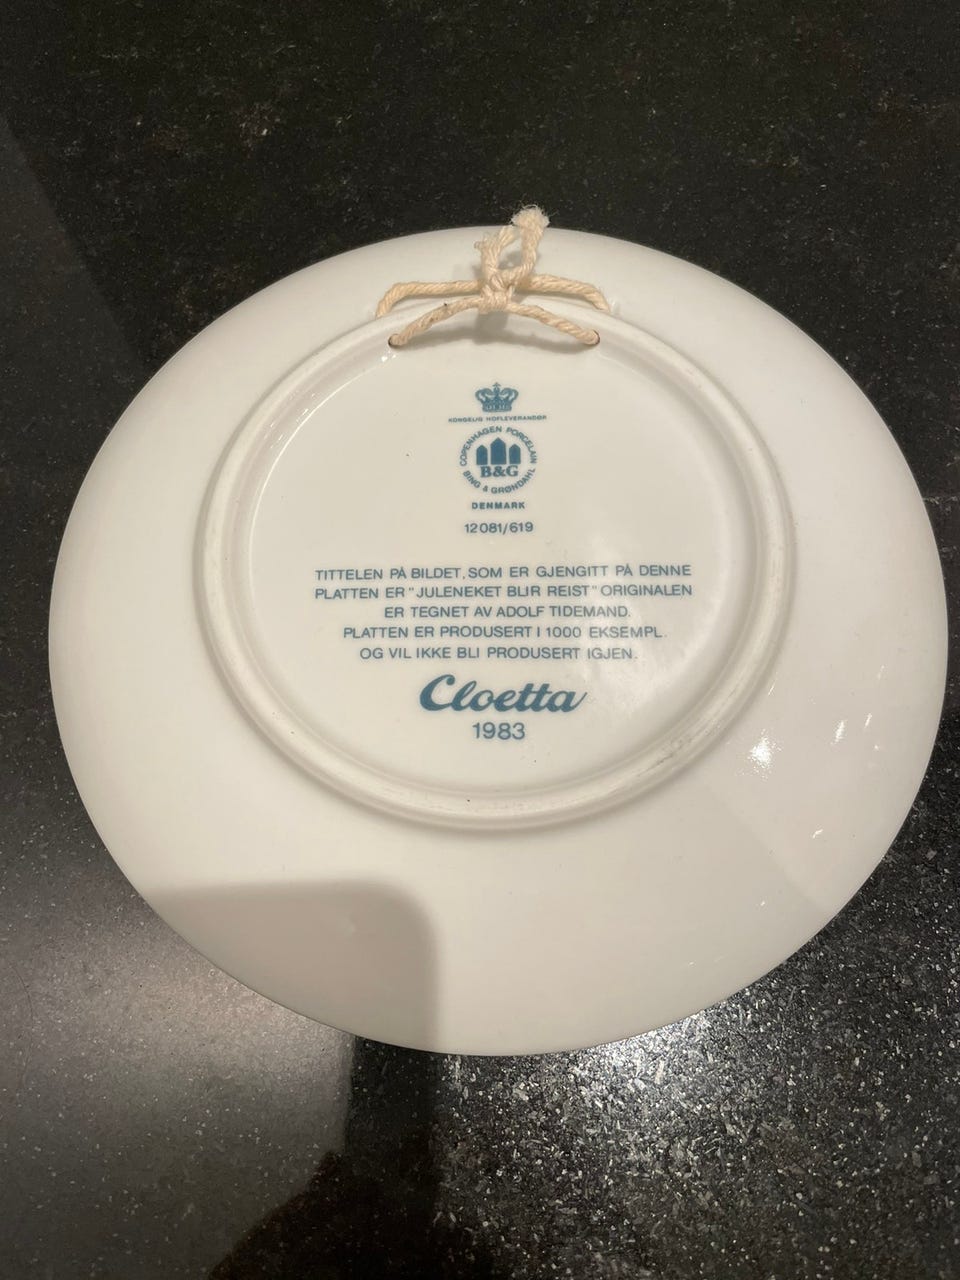 KONGELIG HOFLEVERANDØR
COPENHAGEN PORCELAIN
B&G
BING & GRØNDAHL
DENMARK
12081/619
TITTELEN PÅ BILDET, SOM ER GJENGITT PÅ DENNE
PLATTEN ER "JULENEKET BLIR REIST" ORIGINALEN
ER TEGNET AV ADOLF TIDEMAND.
PLATTEN ER PRODUSERT I 1000 EKSEMPL.
OG VIL IKKE BLI PRODUSERT IGJEN.
Cloetta
1983